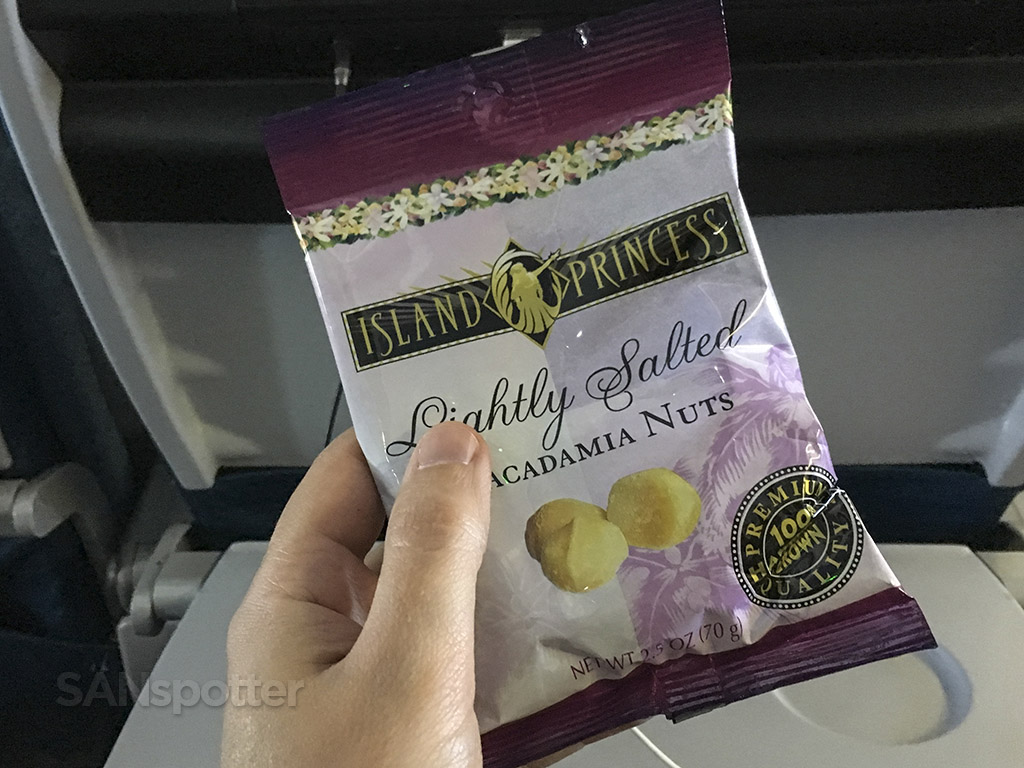 ISLAND PRINCESS
Lightly Salted
ACADAMIA NUTS
PREMIUM
100%
GROWN
QUALITY
NET WT 2.5 OZ (70 g)
SANspotter